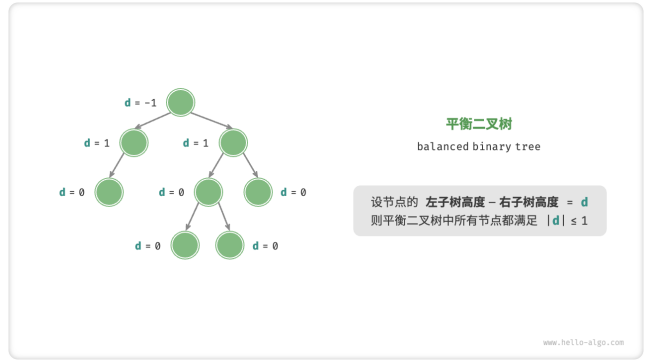 d = -1
平衡二叉树
d = 1
d = 1
balanced binary tree
d = 0
d = 0
d = 0
设节点的 左子树高度 − 右子树高度 = d
则平衡二叉树中所有节点都满足 |d| ≤ 1
d = 0
d = 0
www.hello-algo.com